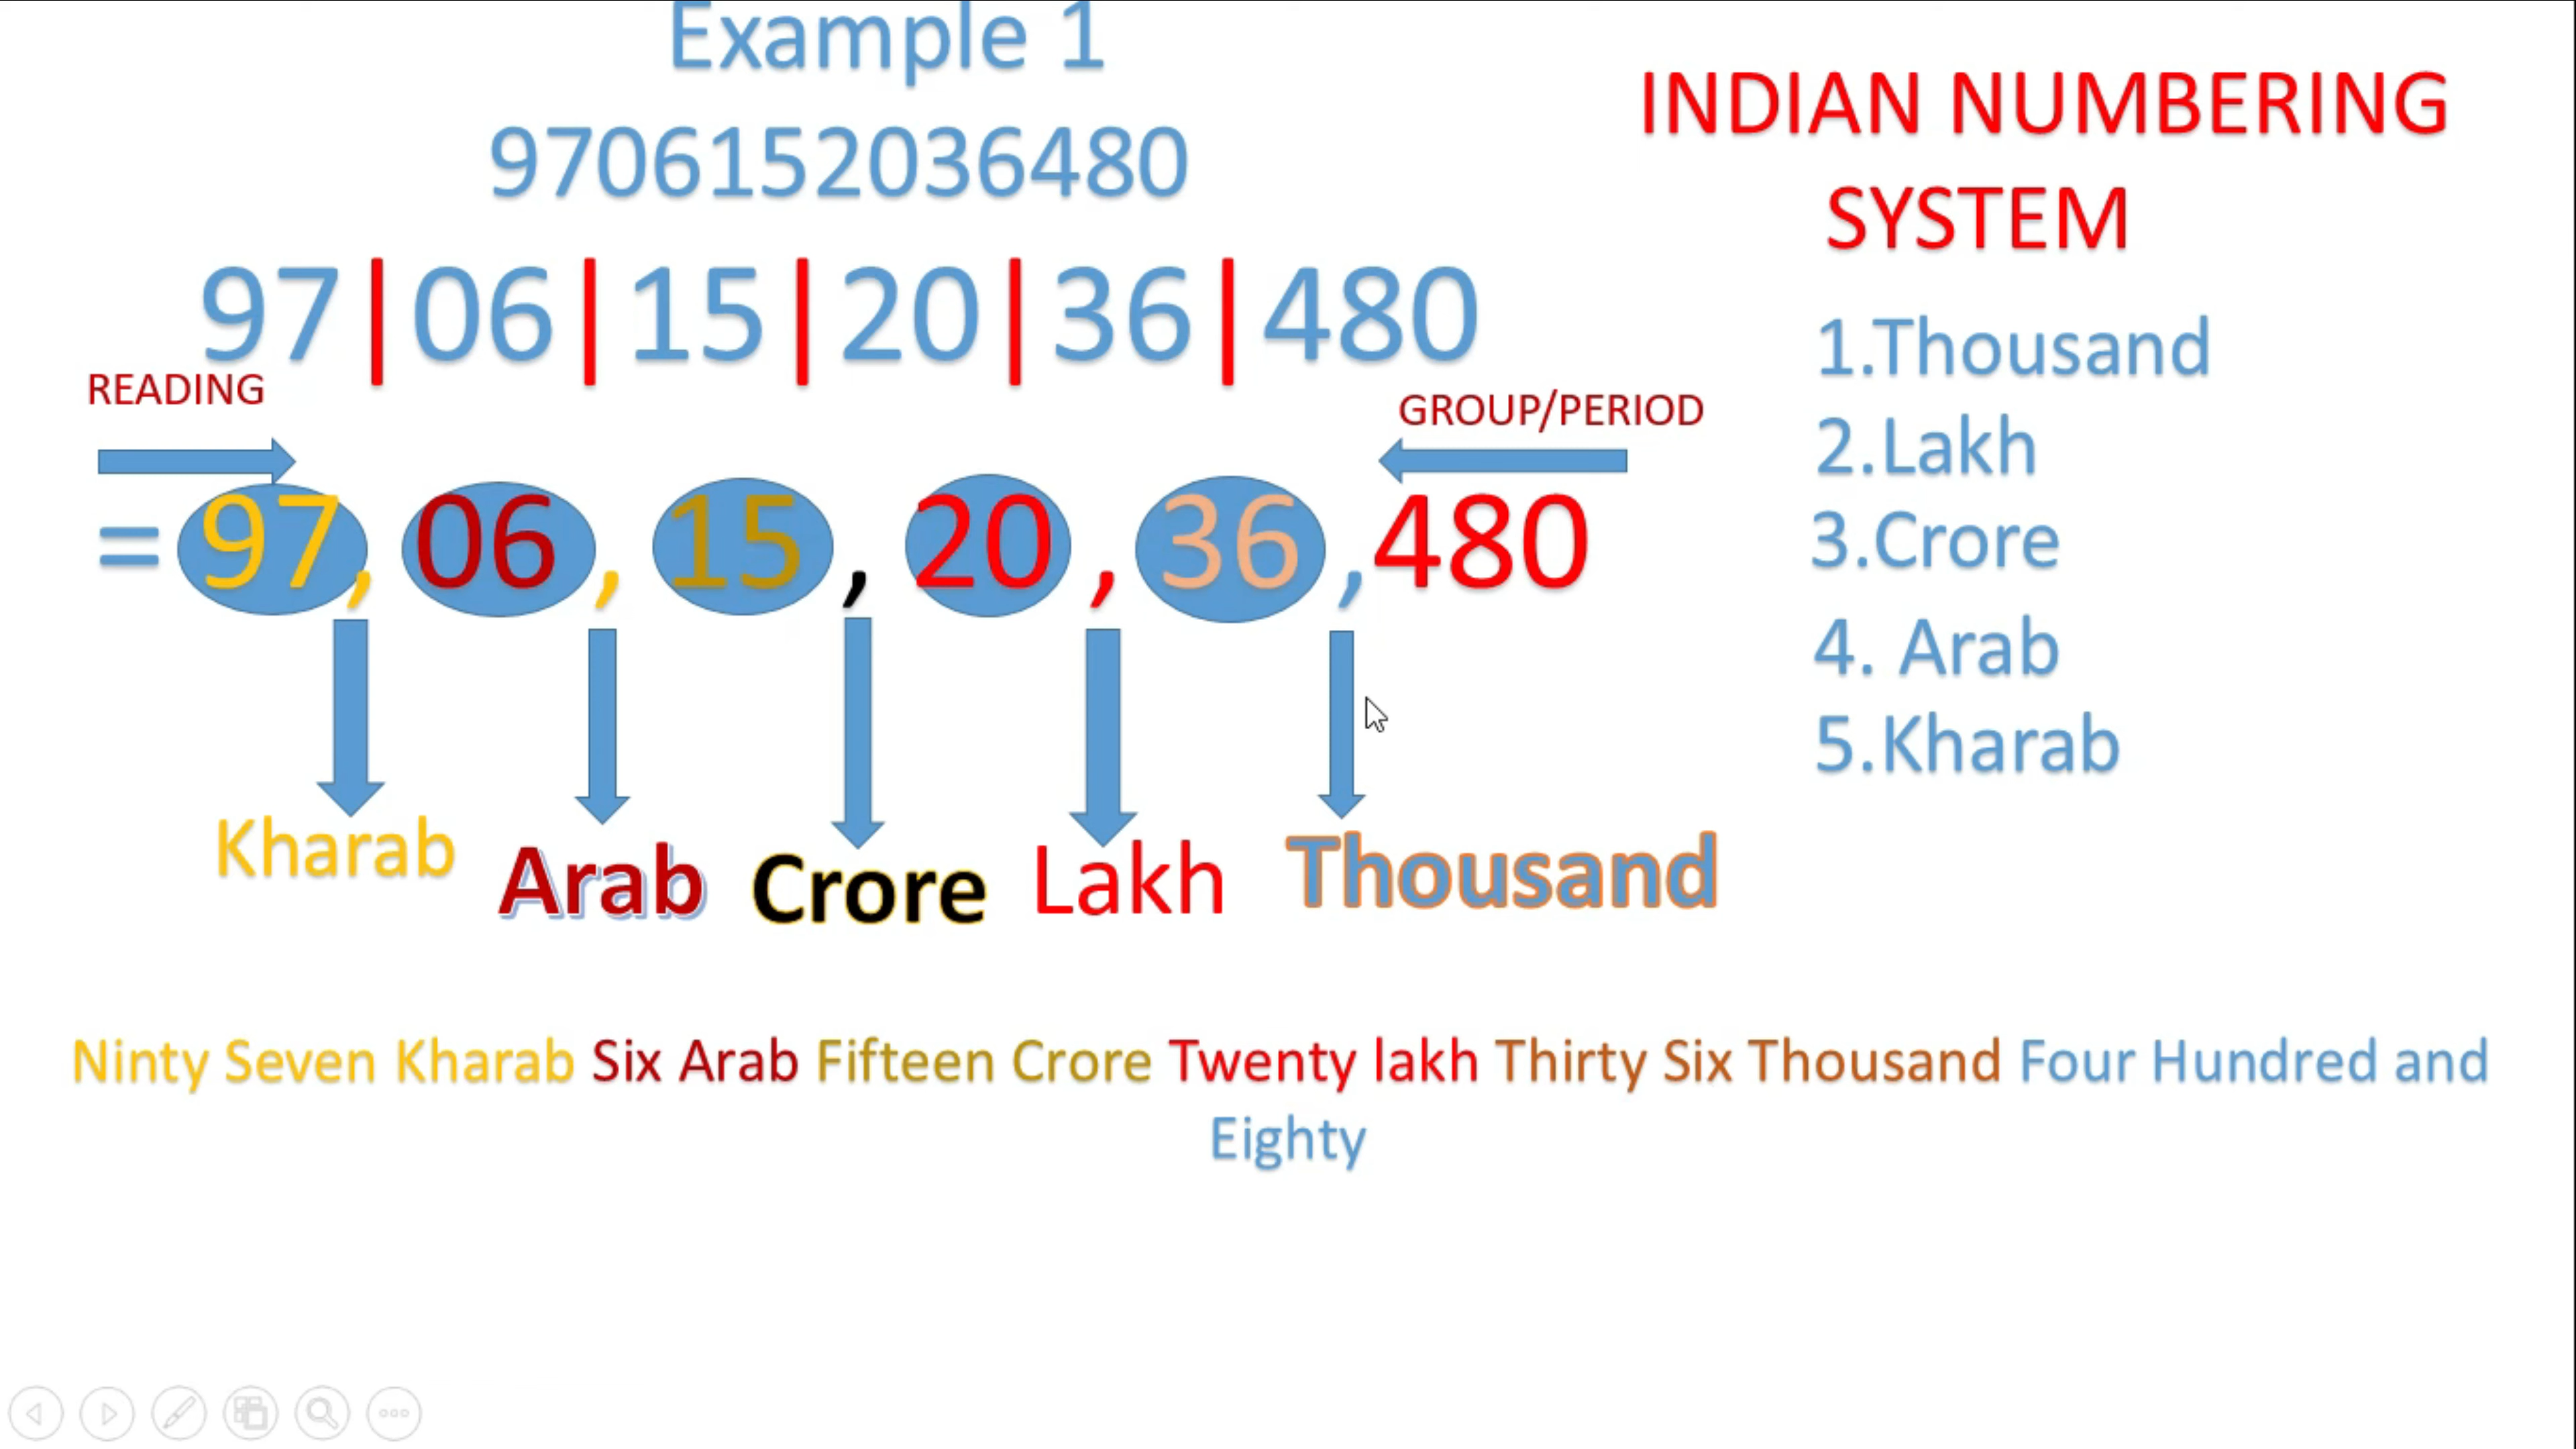 Example 1
9706152036480
97|06|15|20|36|480
READING
GROUP/PERIOD
=97,06,15,20,36,480
Kharab Arab Crore Lakh Thousand
Ninty Seven Kharab Six Arab Fifteen Crore Twenty lakh Thirty Six Thousand Four Hundred and
Eighty
INDIAN NUMBERING
SYSTEM
1.Thousand
2.Lakh
3.Crore
4. Arab
5.Kharab